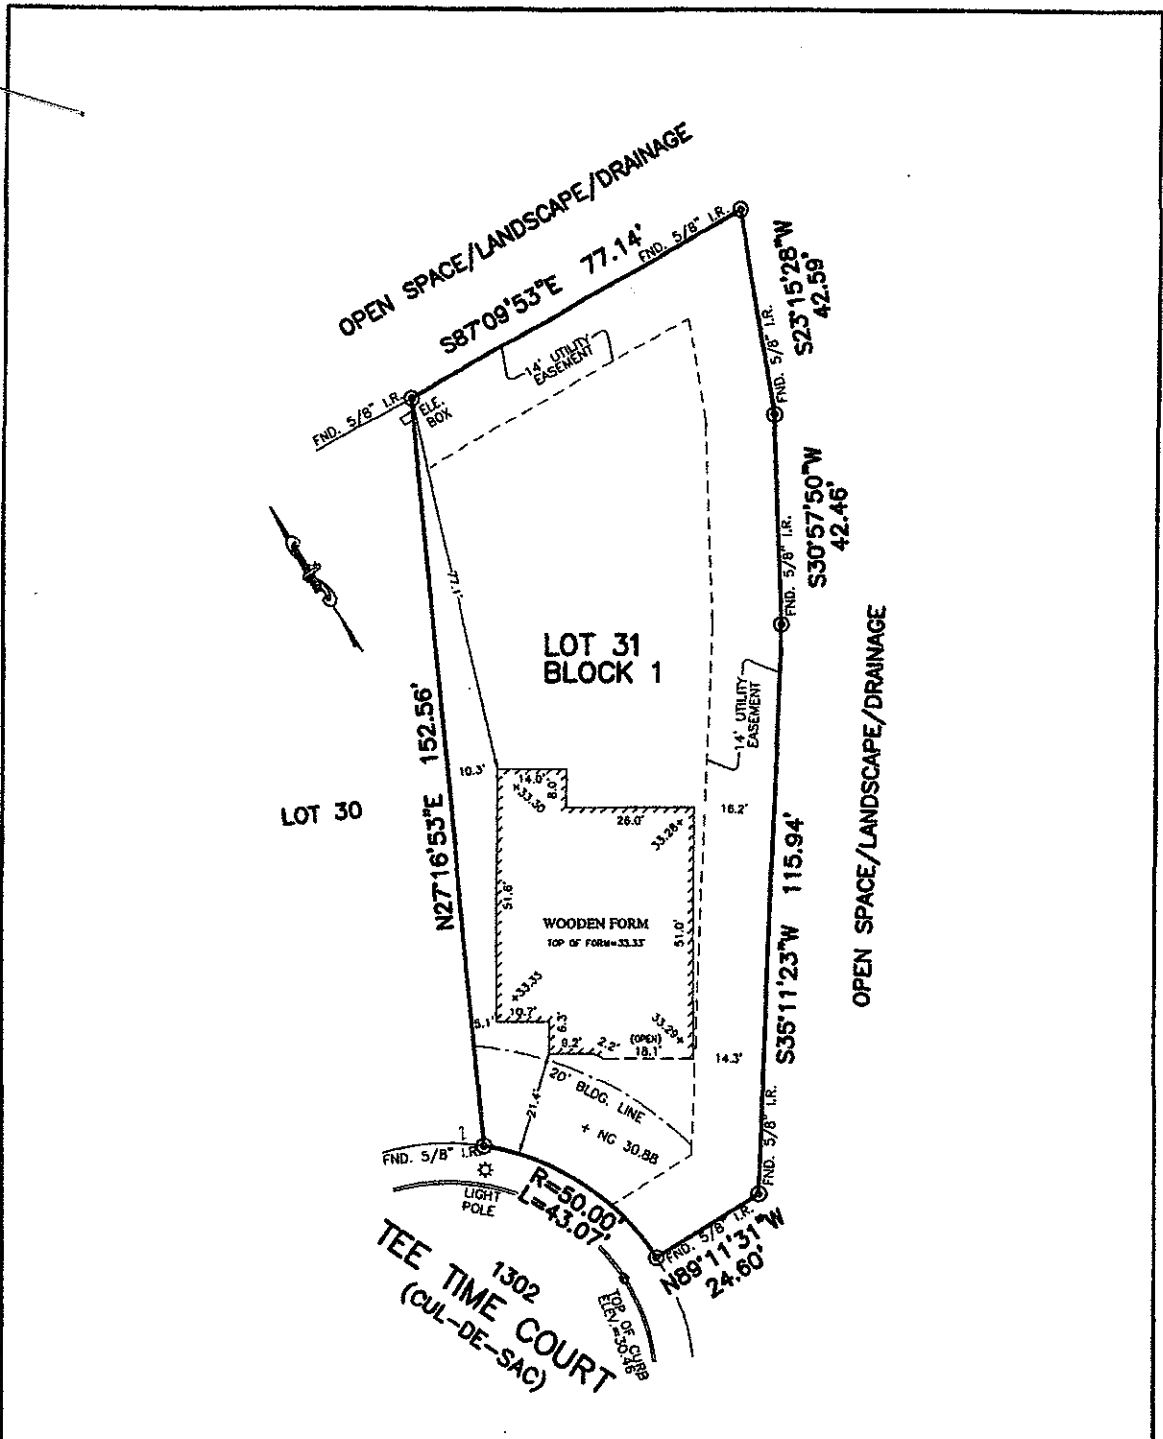 OPEN SPACE/LANDSCAPE/DRAINAGE
S87°09'53"E 77.14'
FND. 5/8" I.R.
S23°15'28"W
42.59'
14' UTILITY
EASEMENT
FND. 5/8" I.R.
FND. 5/8" I.R.
ELE.
BOX
S30°57'50"W
42.46'
FND. 5/8" I.R.
77.1'
LOT 31
BLOCK 1
14' UTILITY
EASEMENT
OPEN SPACE/LANDSCAPE/DRAINAGE
N27°16'53"E 152.56'
LOT 30
10.3'
14.0'
8.0'
+33.30
26.0'
33.28+
16.2'
51.6'
WOODEN FORM
TOP OF FORM=33.33'
51.0'
S35°11'23"W 115.94'
+33.35
10.7'
5.1'
6.3'
9.2'
2.2'
(OPEN)
18.1'
33.29+
14.3'
20' BLDG. LINE
21.4'
+ NG 30.88
FND. 5/8" I.R.
FND. 5/8" I.R.
LIGHT
POLE
R=50.00'
L=43.07'
FND. 5/8" I.R.
N89°11'31"W
24.60'
1302
TEE TIME COURT
(CUL-DE-SAC)
TOP OF CURB
ELEV.=30.46